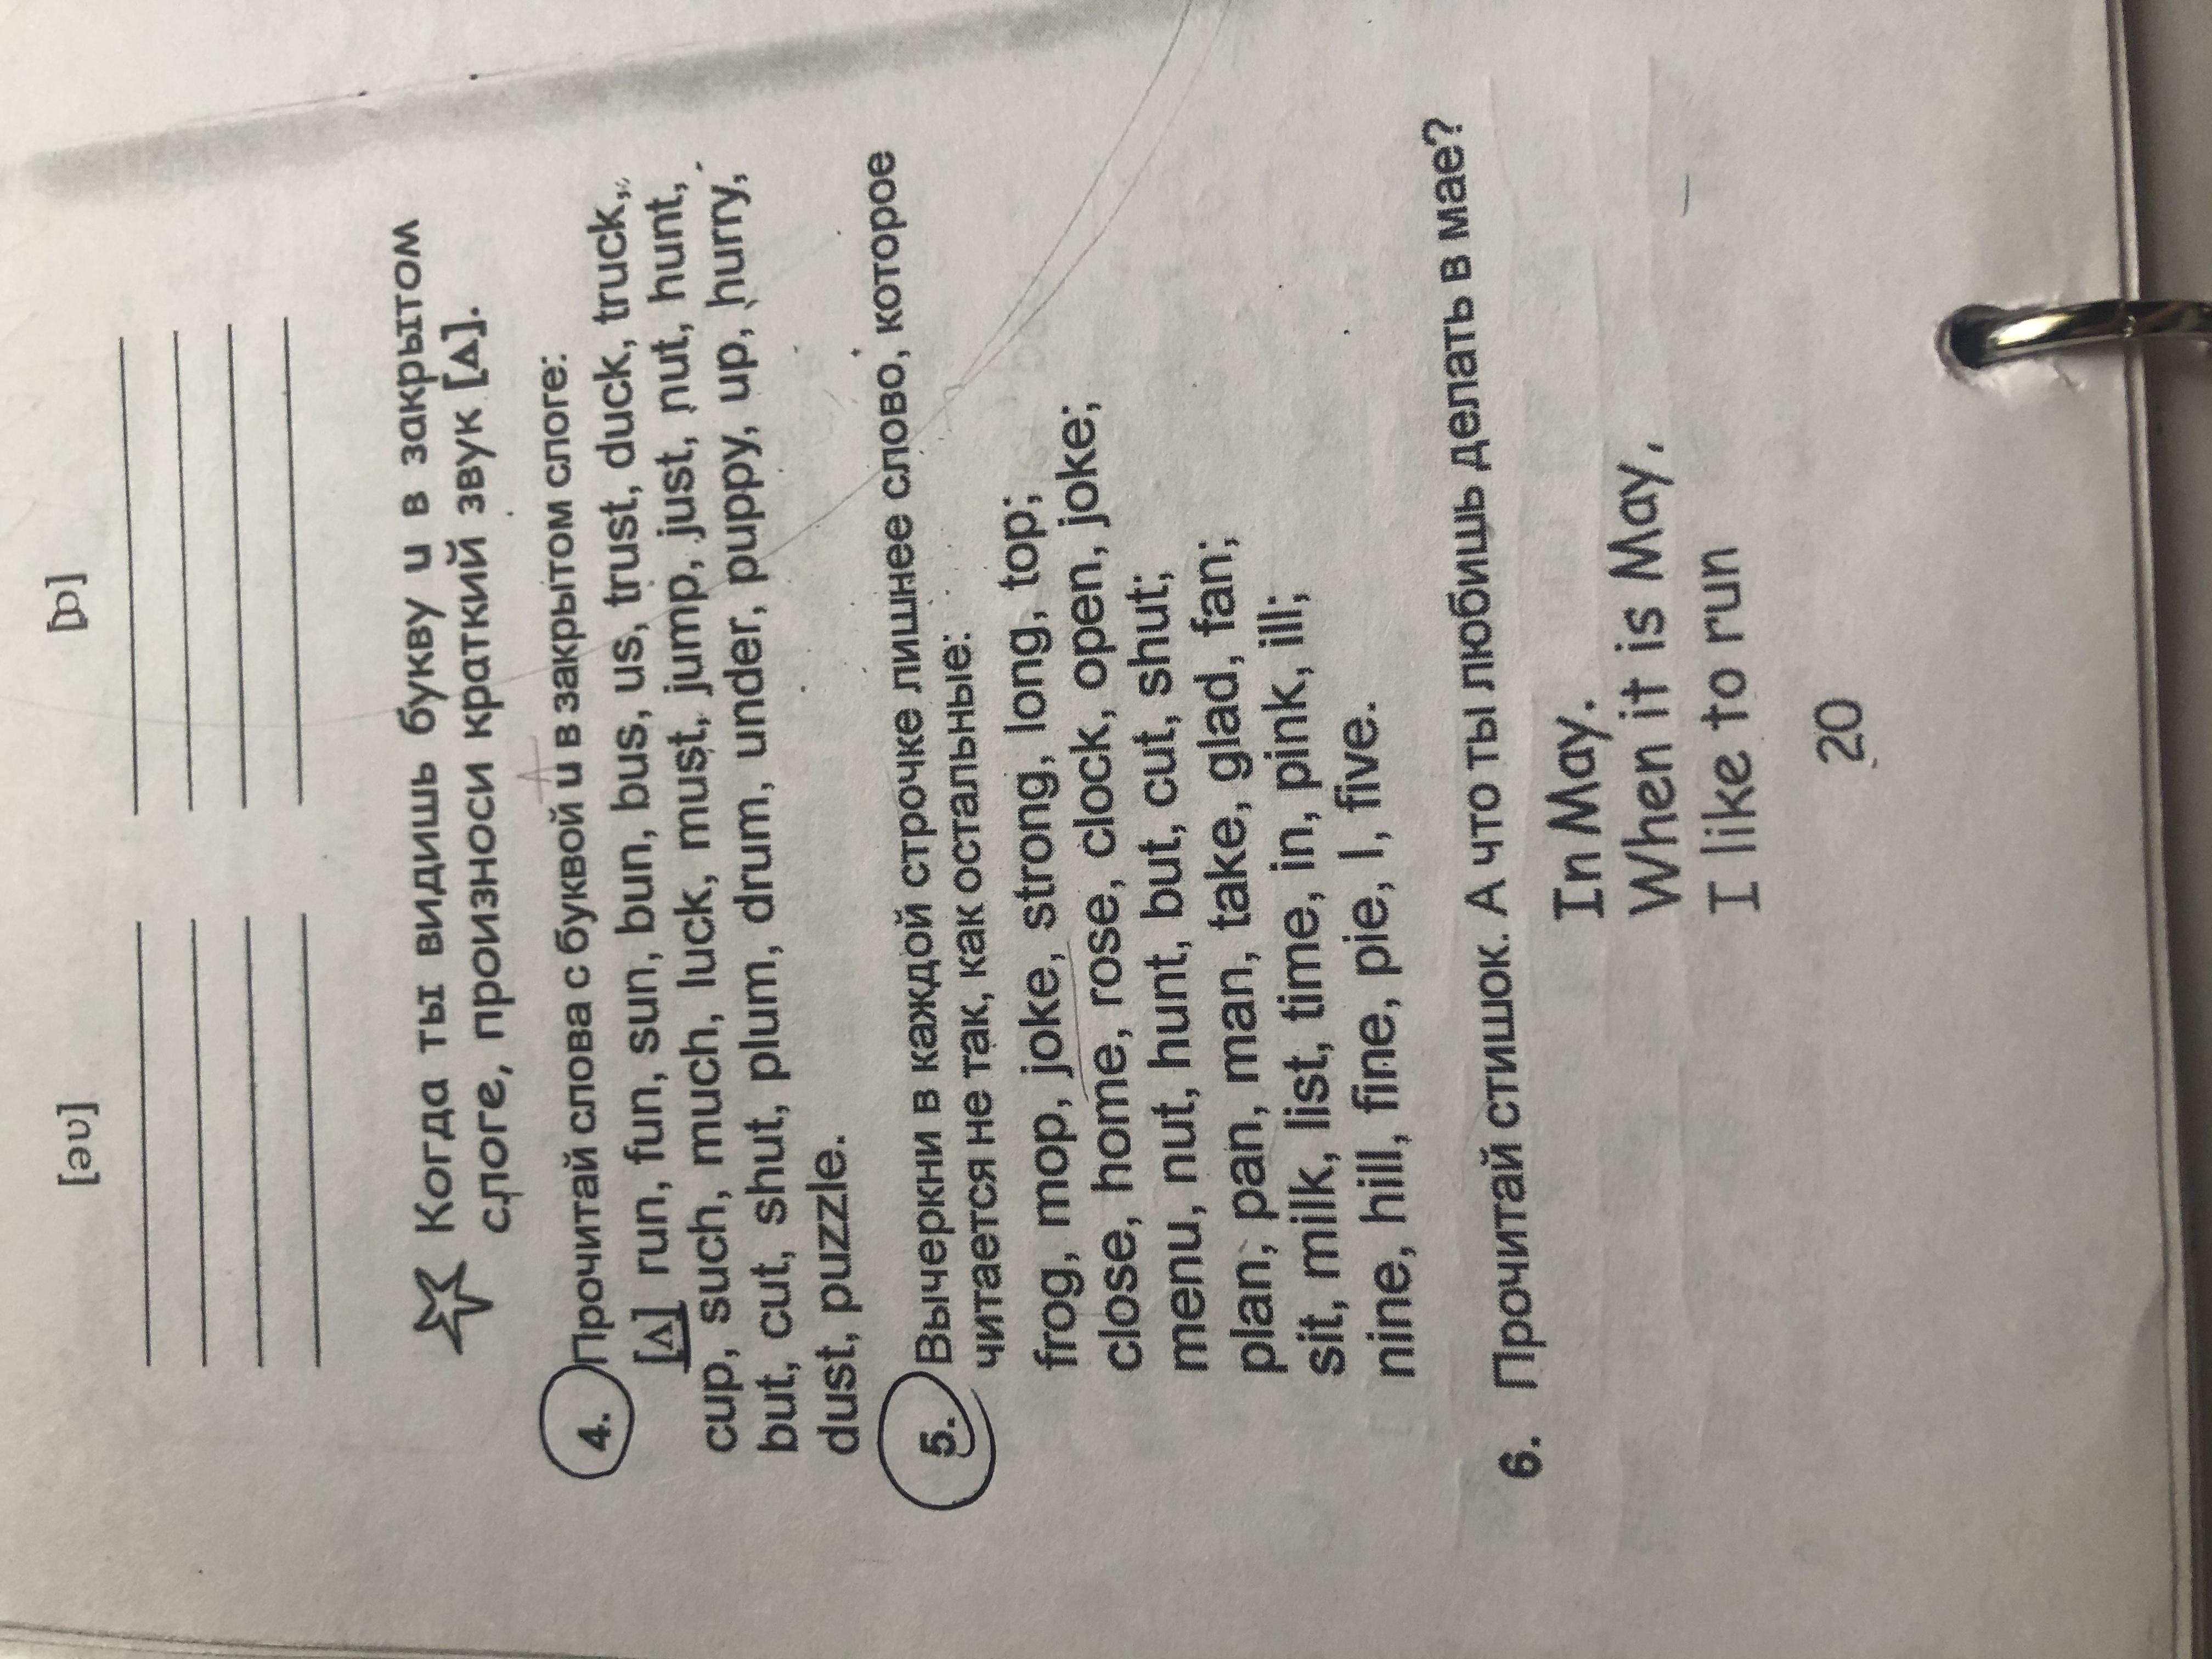 [əʊ] [ɒ]
Когда ты видишь букву u в закрытом
слоге, произноси краткий звук [ʌ].
4. Прочитай слова с буквой u в закрытом слоге:
[ʌ] run, fun, sun, bun, bus, us, trust, duck, truck,
cup, such, much, luck, must, jump, just, nut, hunt,
but, cut, shut, plum, drum, under, puppy, up, hurry,
dust, puzzle.
5. Вычеркни в каждой строчке лишнее слово, которое
читается не так, как остальные:
frog, mop, joke, strong, long, top;
close, home, rose, clock, open, joke;
menu, nut, hunt, but, cut, shut;
plan, pan, man, take, glad, fan;
sit, milk, list, time, in, pink, ill;
nine, hill, fine, pie, I, five.
6. Прочитай стишок. А что ты любишь делать в мае?
In May.
When it is May,
I like to run
20